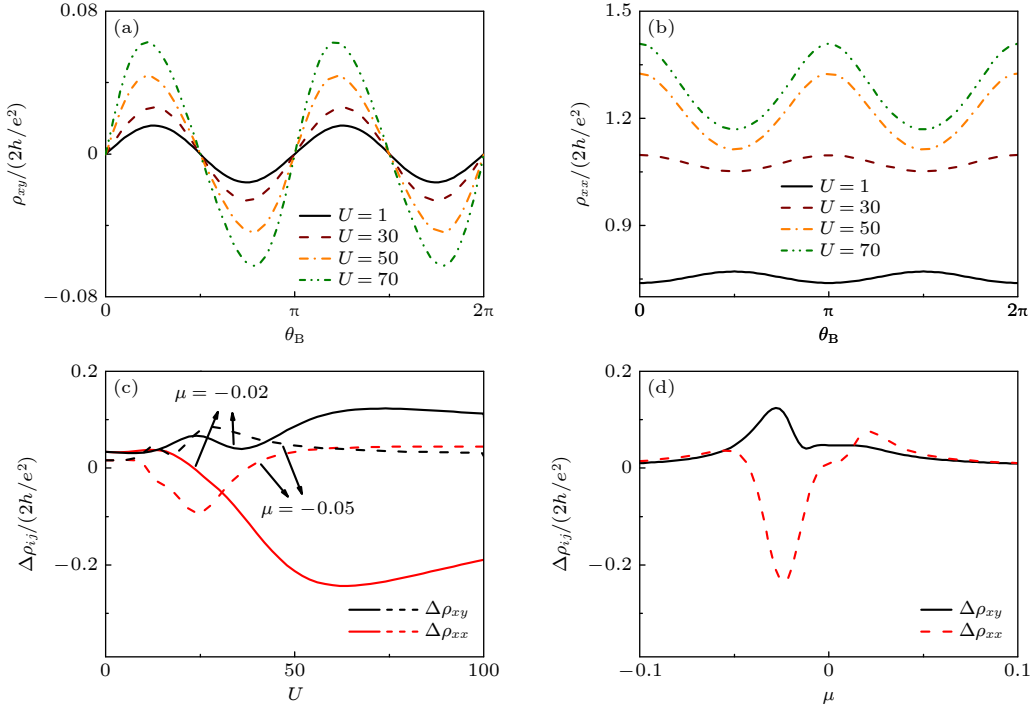 (a)
0.08
0
−0.08
ρxy/(2h/e²)
U = 1
U = 30
U = 50
U = 70
0
π
2π
θB
(b)
1.5
1.2
0.9
ρxx/(2h/e²)
U = 1
U = 30
U = 50
U = 70
0
π
2π
θB
(c)
0.2
0
−0.2
Δρij/(2h/e²)
μ = −0.02
μ = −0.05
Δρxy
Δρxx
0
50
100
U
(d)
0.2
0
−0.2
Δρij/(2h/e²)
Δρxy
Δρxx
−0.1
0
0.1
μ